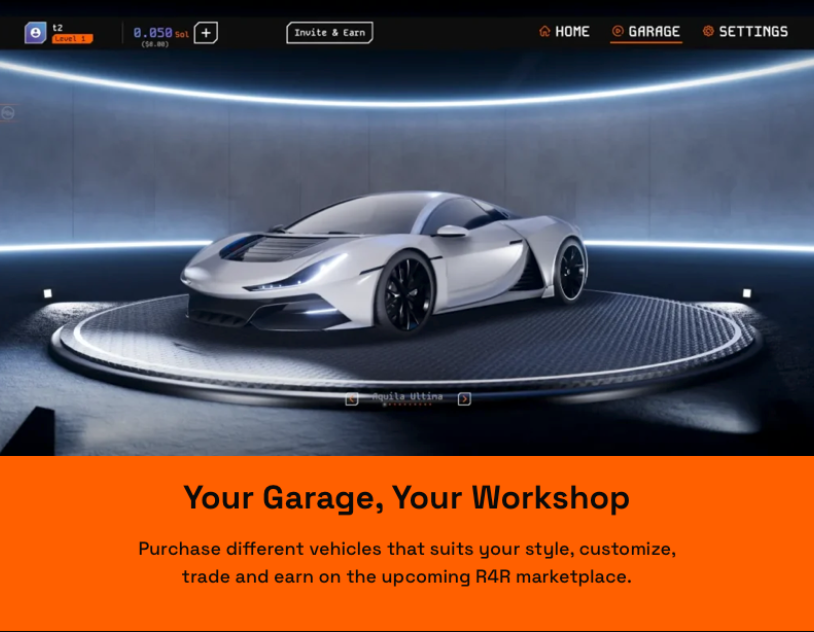 t2
Level 1
0.050 Sol
($0.00)
Invite & Earn
HOME
GARAGE
SETTINGS
Aquila Ultima
Your Garage, Your Workshop
Purchase different vehicles that suits your style, customize,
trade and earn on the upcoming R4R marketplace.